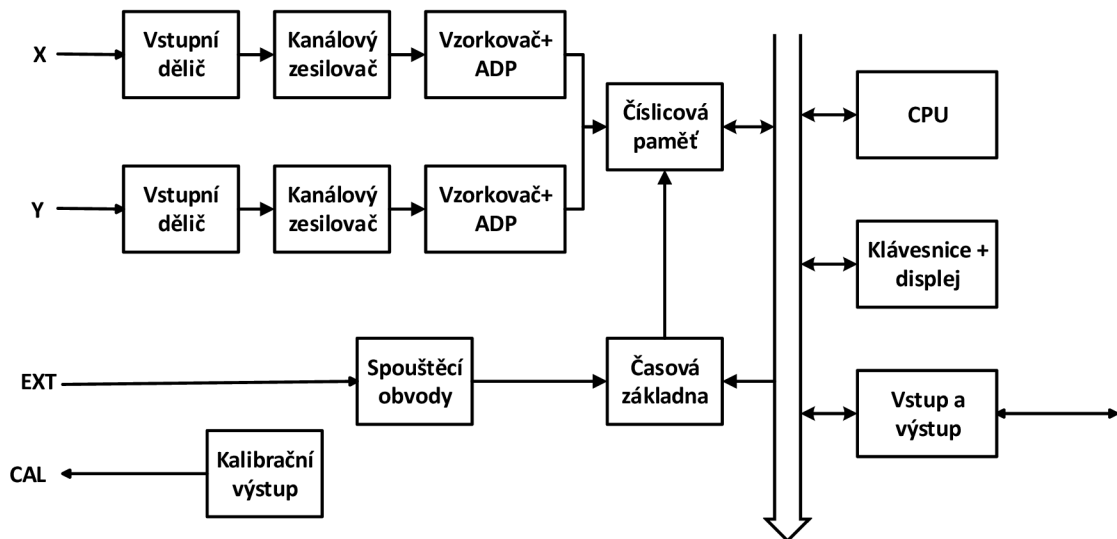 X
Vstupní
dělič
Kanálový
zesilovač
Vzorkovač+
ADP
Číslicová
paměť
CPU
Y
Vstupní
dělič
Kanálový
zesilovač
Vzorkovač+
ADP
Klávesnice +
displej
EXT
Spouštěcí
obvody
Časová
základna
Vstup a
výstup
CAL
Kalibrační
výstup